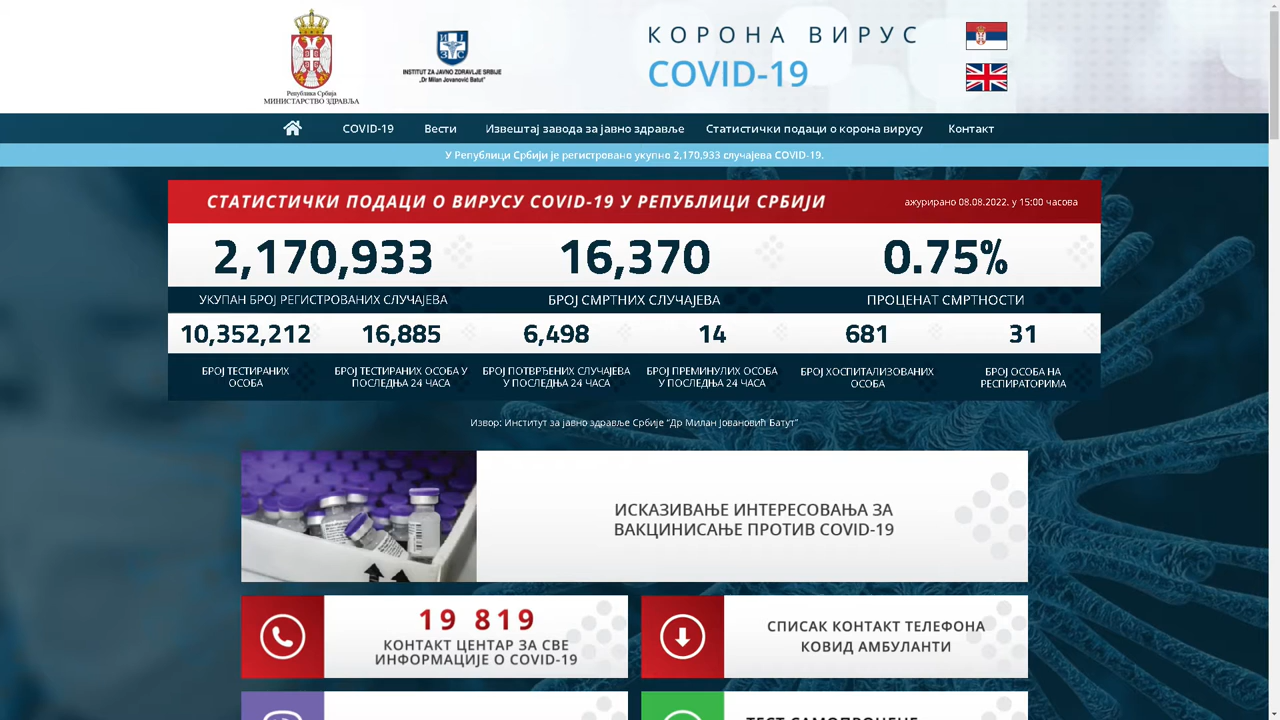 Република Србија
МИНИСТАРСТВО ЗДРАВЉА
INSTITUT ZA JAVNO ZDRAVLJE SRBIJE
„Dr Milan Jovanović Batut"
КОРОНА ВИРУС
COVID-19
COVID-19 Вести Извештај завода за јавно здравље Статистички подаци о корона вирусу Контакт
У Републици Србији је регистровано укупно 2,170,933 случајева COVID-19.
СТАТИСТИЧКИ ПОДАЦИ О ВИРУСУ COVID-19 У РЕПУБЛИЦИ СРБИЈИ
ажурирано 08.08.2022. у 15:00 часова
2,170,933 16,370 0.75%
УКУПАН БРОЈ РЕГИСТРОВАНИХ СЛУЧАЈЕВА БРОЈ СМРТНИХ СЛУЧАЈЕВА ПРОЦЕНАТ СМРТНОСТИ
10,352,212 16,885 6,498 14 681 31
БРОЈ ТЕСТИРАНИХ
ОСОБА
БРОЈ ТЕСТИРАНИХ ОСОБА У
ПОСЛЕДЊА 24 ЧАСА
БРОЈ ПОТВРЂЕНИХ СЛУЧАЈЕВА
У ПОСЛЕДЊА 24 ЧАСА
БРОЈ ПРЕМИНУЛИХ ОСОБА
У ПОСЛЕДЊА 24 ЧАСА
БРОЈ ХОСПИТАЛИЗОВАНИХ
ОСОБА
БРОЈ ОСОБА НА
РЕСПИРАТОРИМА
Извор: Институт за јавно здравље Србије “Др Милан Јовановић Батут”
ИСКАЗИВАЊЕ ИНТЕРЕСОВАЊА ЗА
ВАКЦИНИСАЊЕ ПРОТИВ COVID-19
19 819
КОНТАКТ ЦЕНТАР ЗА СВЕ
ИНФОРМАЦИЈЕ О COVID-19
СПИСАК КОНТАКТ ТЕЛЕФОНА
КОВИД АМБУЛАНТИ
ТЕСТ САМОПРОЦЕНЕ